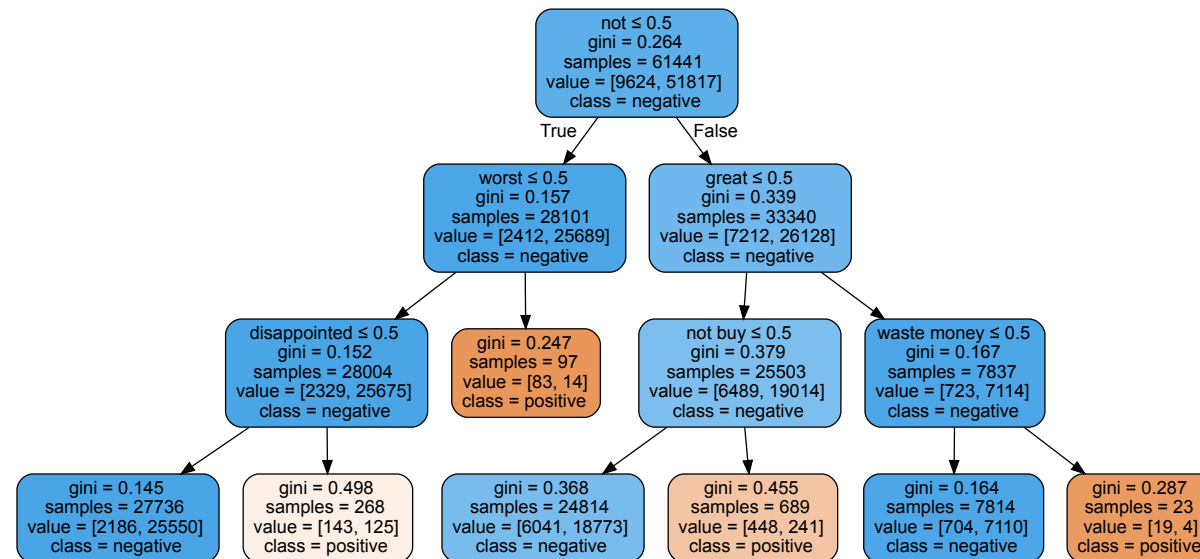 not ≤ 0.5
gini = 0.264
samples = 61441
value = [9624, 51817]
class = negative
True
False
worst ≤ 0.5
gini = 0.157
samples = 28101
value = [2412, 25689]
class = negative
great ≤ 0.5
gini = 0.339
samples = 33340
value = [7212, 26128]
class = negative
disappointed ≤ 0.5
gini = 0.152
samples = 28004
value = [2329, 25675]
class = negative
gini = 0.247
samples = 97
value = [83, 14]
class = positive
not buy ≤ 0.5
gini = 0.379
samples = 25503
value = [6489, 19014]
class = negative
waste money ≤ 0.5
gini = 0.167
samples = 7837
value = [723, 7114]
class = negative
gini = 0.145
samples = 27736
value = [2186, 25550]
class = negative
gini = 0.498
samples = 268
value = [143, 125]
class = positive
gini = 0.368
samples = 24814
value = [6041, 18773]
class = negative
gini = 0.455
samples = 689
value = [448, 241]
class = positive
gini = 0.164
samples = 7814
value = [704, 7110]
class = negative
gini = 0.287
samples = 23
value = [19, 4]
class = positive